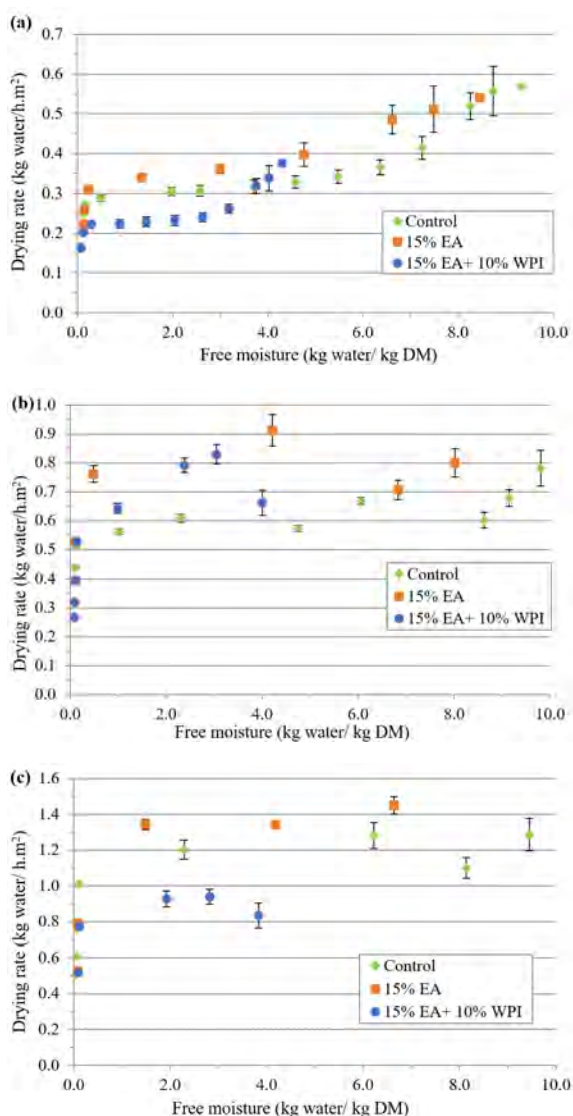 (a)
0.7
0.6
0.5
0.4
0.3
0.2
0.1
0.0
Drying rate (kg water/h.m²)
Control
15% EA
15% EA+ 10% WPI
0.0 2.0 4.0 6.0 8.0 10.0
Free moisture (kg water/ kg DM)
(b)
1.0
0.9
0.8
0.7
0.6
0.5
0.4
0.3
0.2
0.1
0.0
Drying rate (kg water/h.m²)
Control
15% EA
15% EA+ 10% WPI
0.0 2.0 4.0 6.0 8.0 10.0
Free moisture (kg water/ kg DM)
(c)
1.6
1.4
1.2
1.0
0.8
0.6
0.4
0.2
0.0
Drying rate (kg water/ h.m²)
Control
15% EA
15% EA+ 10% WPI
0.0 2.0 4.0 6.0 8.0 10.0
Free moisture (kg water/ kg DM)